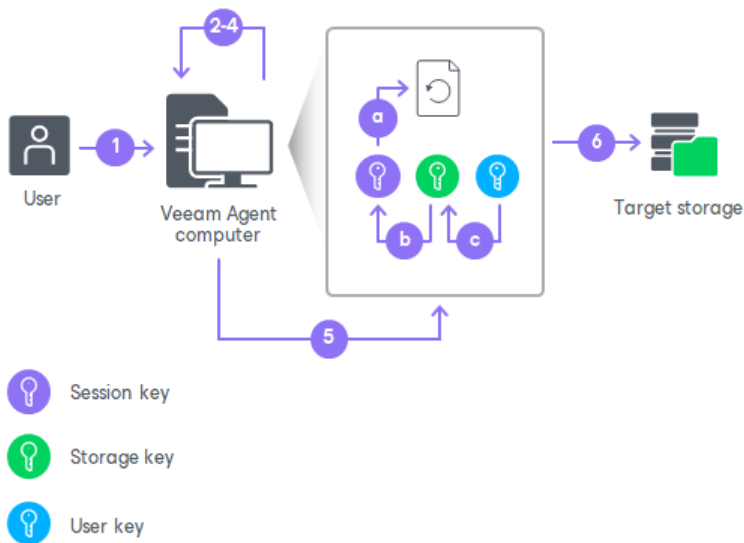 2-4
1
User
Veeam Agent
computer
a
b
c
6
Target storage
5
Session key
Storage key
User key